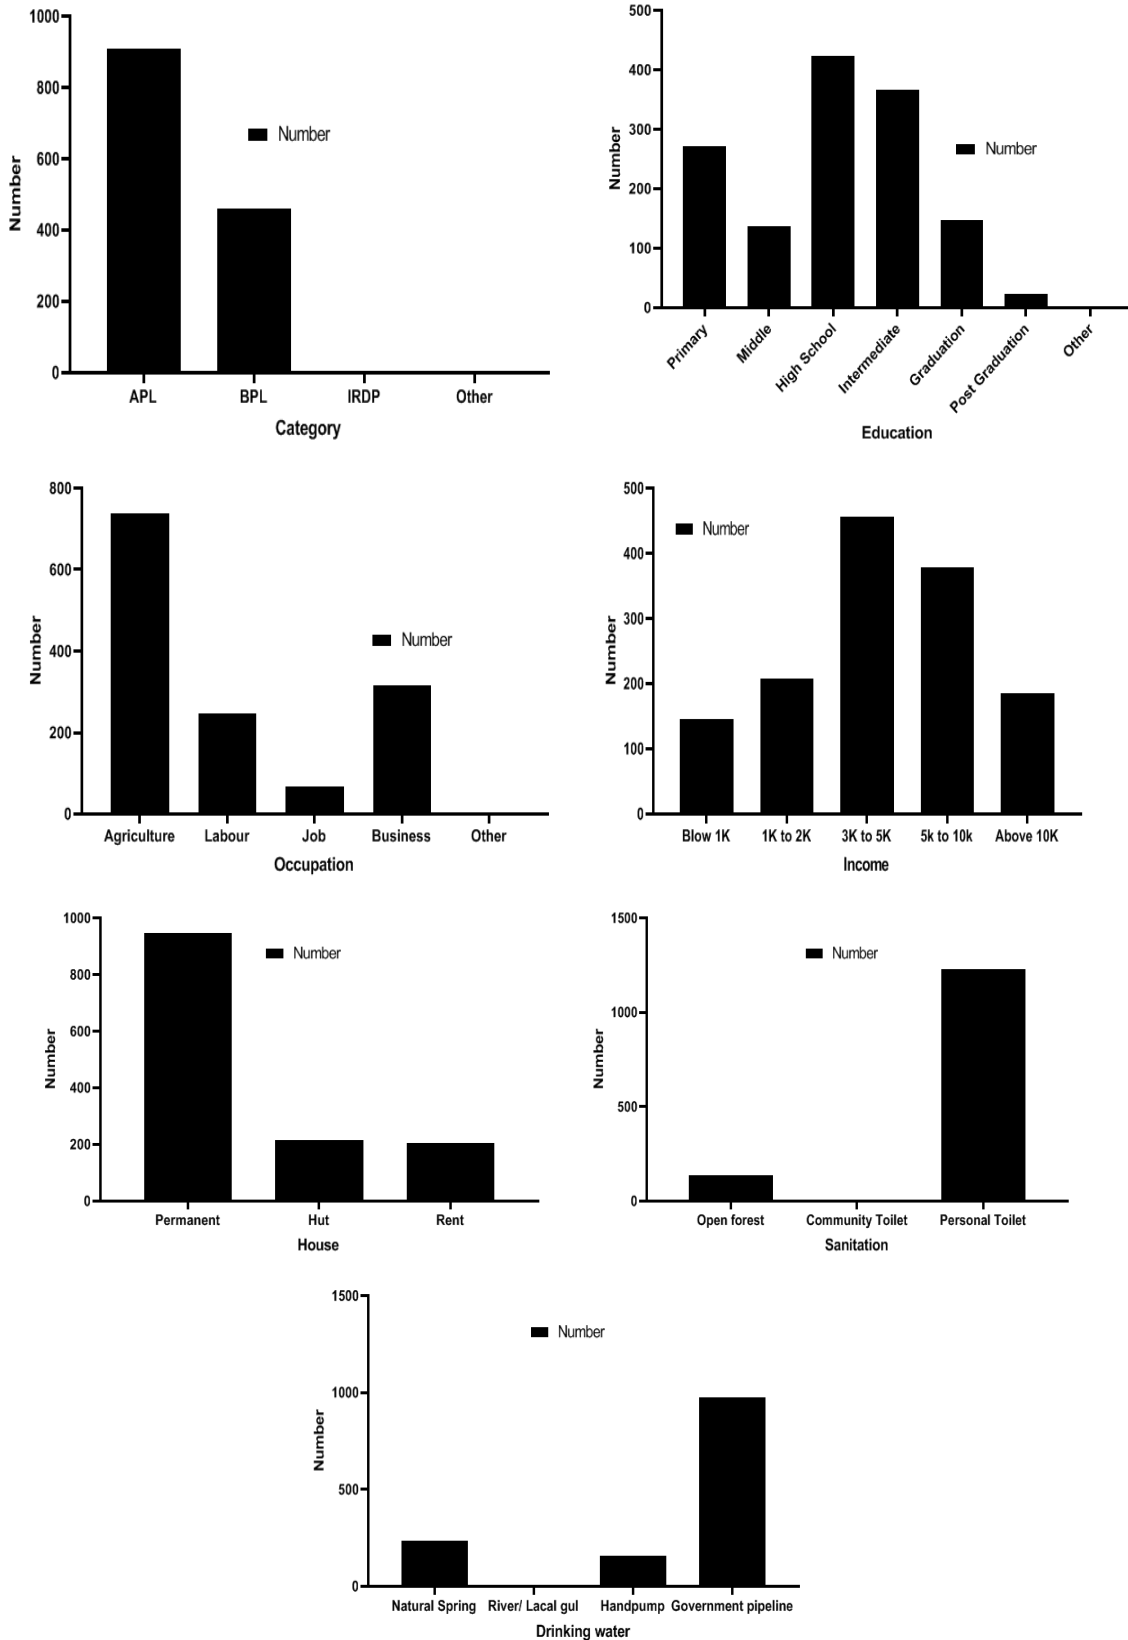 1000
800
600
400
200
0
Number
Number
APL BPL IRDP Other
Category
500
400
300
200
100
0
Number
Number
Primary
Middle
High School
Intermediate
Graduation
Post Graduation
Other
Education
800
600
400
200
0
Number
Number
Agriculture Labour Job Business Other
Occupation
500
400
300
200
100
0
Number
Number
Blow 1K 1K to 2K 3K to 5K 5k to 10k Above 10K
Income
1000
800
600
400
200
0
Number
Number
Permanent Hut Rent
House
1500
1000
500
0
Number
Number
Open forest Community Toilet Personal Toilet
Sanitation
1500
1000
500
0
Number
Number
Natural Spring River/ Lacal gul Handpump Government pipeline
Drinking water